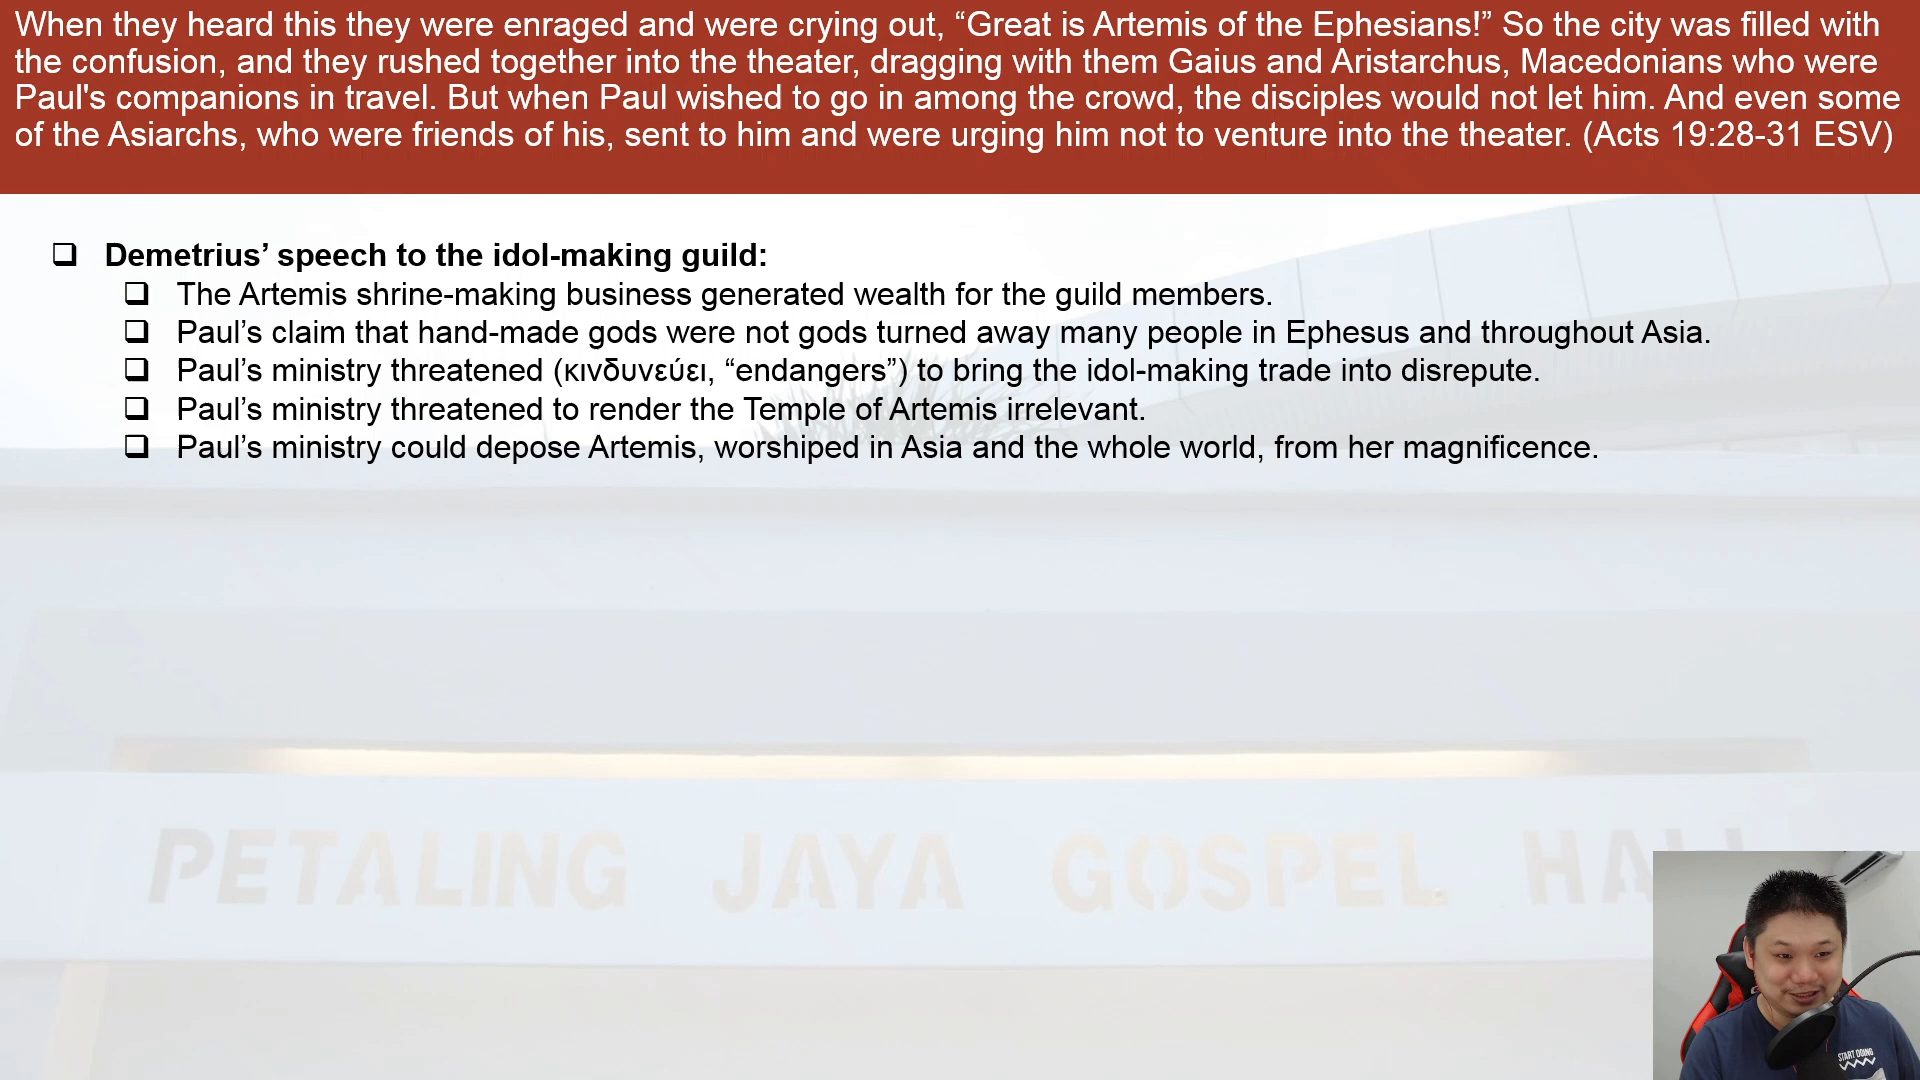 When they heard this they were enraged and were crying out, “Great is Artemis of the Ephesians!” So the city was filled with
the confusion, and they rushed together into the theater, dragging with them Gaius and Aristarchus, Macedonians who were
Paul's companions in travel. But when Paul wished to go in among the crowd, the disciples would not let him. And even some
of the Asiarchs, who were friends of his, sent to him and were urging him not to venture into the theater. (Acts 19:28-31 ESV)
❑ Demetrius’ speech to the idol-making guild:
❑ The Artemis shrine-making business generated wealth for the guild members.
❑ Paul’s claim that hand-made gods were not gods turned away many people in Ephesus and throughout Asia.
❑ Paul’s ministry threatened (κινδυνεύει, “endangers”) to bring the idol-making trade into disrepute.
❑ Paul’s ministry threatened to render the Temple of Artemis irrelevant.
❑ Paul’s ministry could depose Artemis, worshiped in Asia and the whole world, from her magnificence.
PETALING JAYA GOSPEL HALL
START DOING